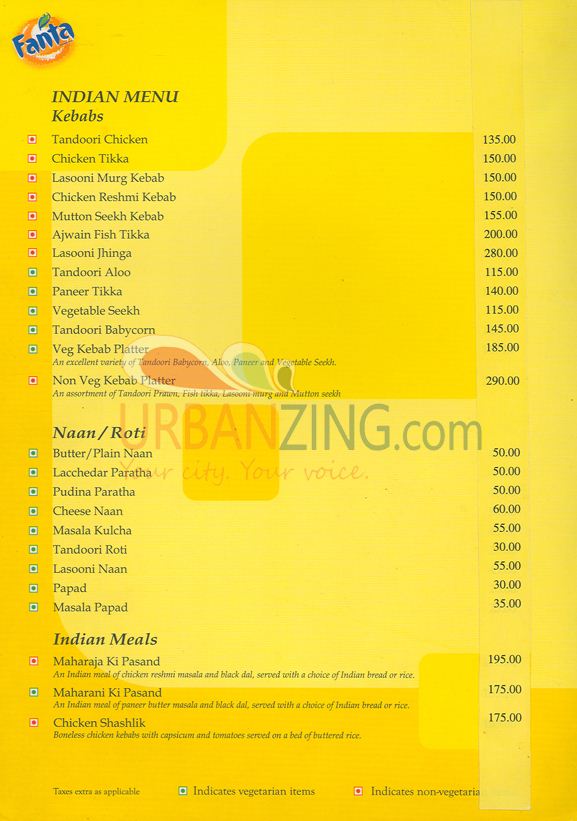 Fanta
INDIAN MENU
Kebabs
Tandoori Chicken 135.00
Chicken Tikka 150.00
Lasooni Murg Kebab 150.00
Chicken Reshmi Kebab 150.00
Mutton Seekh Kebab 155.00
Ajwain Fish Tikka 200.00
Lasooni Jhinga 280.00
Tandoori Aloo 115.00
Paneer Tikka 140.00
Vegetable Seekh 115.00
Tandoori Babycorn 145.00
Veg Kebab Platter 185.00
An excellent variety of Tandoori Babycorn, Aloo, Paneer and Vegetable Seekh.
Non Veg Kebab Platter 290.00
An assortment of Tandoori Prawn, Fish tikka, Lasooni murg and Mutton seekh
URBANZING.com
Your city. Your voice.
Naan / Roti
Butter/Plain Naan 50.00
Lacchedar Paratha 50.00
Pudina Paratha 50.00
Cheese Naan 60.00
Masala Kulcha 55.00
Tandoori Roti 30.00
Lasooni Naan 55.00
Papad 30.00
Masala Papad 35.00
Indian Meals
Maharaja Ki Pasand 195.00
An Indian meal of chicken reshmi masala and black dal, served with a choice of Indian bread or rice.
Maharani Ki Pasand 175.00
An Indian meal of paneer butter masala and black dal, served with a choice of Indian bread or rice.
Chicken Shashlik 175.00
Boneless chicken kebabs with capsicum and tomatoes served on a bed of buttered rice.
Taxes extra as applicable Indicates vegetarian items Indicates non-vegetaria